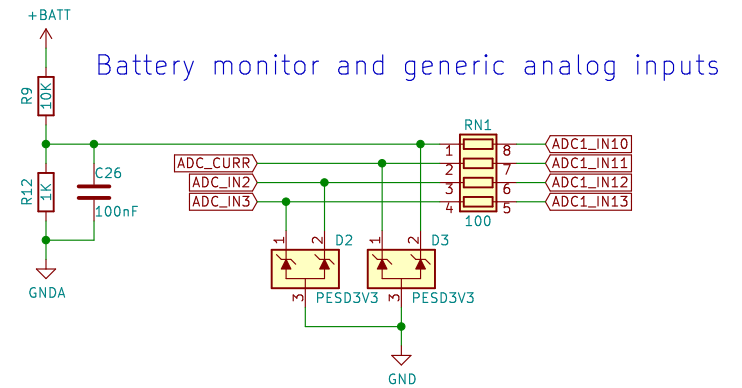 +BATT
Battery monitor and generic analog inputs
R9
10K
RN1
1
8
ADC1_IN10
ADC_CURR
2
7
ADC1_IN11
ADC_IN2
3
6
ADC1_IN12
ADC_IN3
4
5
ADC1_IN13
100
R12
1K
C26
100nF
1
2
D2
1
2
D3
3
PESD3V3
3
PESD3V3
GNDA
GND